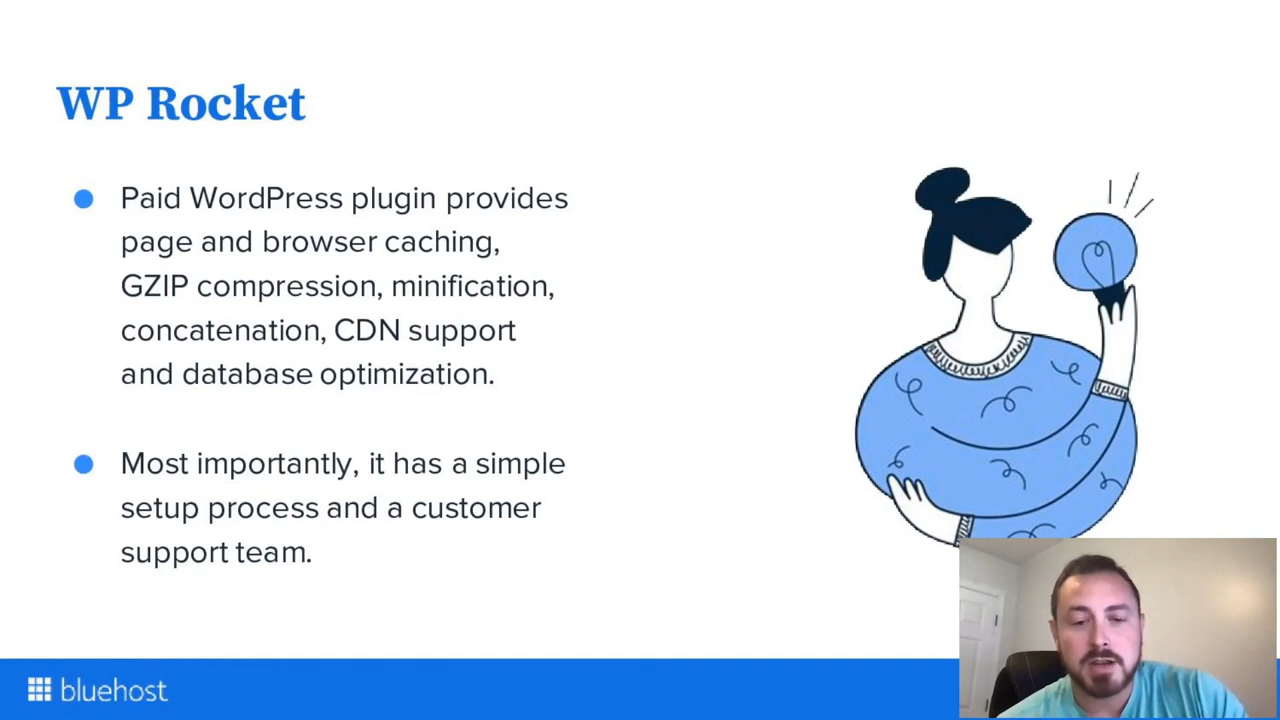 WP Rocket
Paid WordPress plugin provides
page and browser caching,
GZIP compression, minification,
concatenation, CDN support
and database optimization.
Most importantly, it has a simple
setup process and a customer
support team.
bluehost